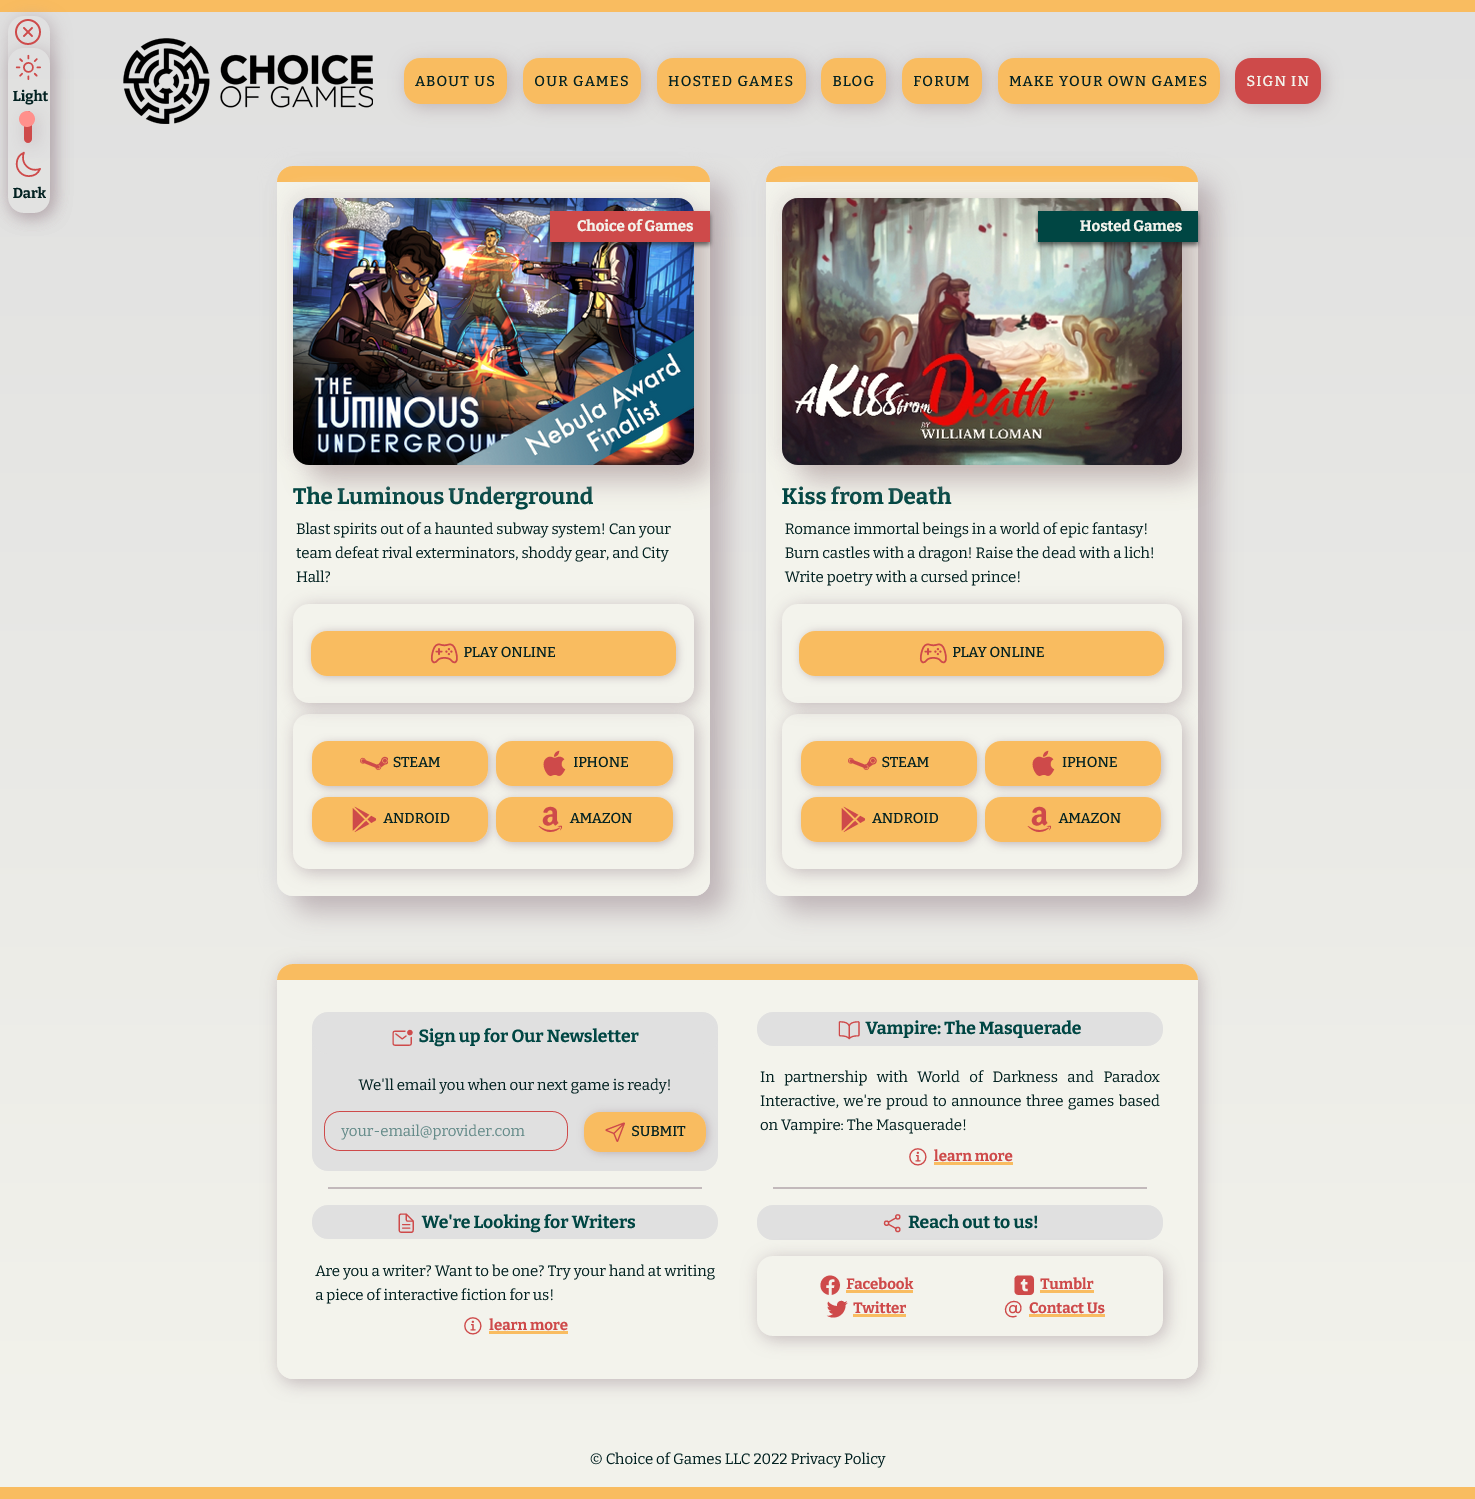 Light
Dark
CHOICE
OF GAMES
ABOUT US
OUR GAMES
HOSTED GAMES
BLOG
FORUM
MAKE YOUR OWN GAMES
SIGN IN
Choice of Games
THE
LUMINOUS
UNDERGROUN
Nebula Award
Finalist
The Luminous Underground
Blast spirits out of a haunted subway system! Can your
team defeat rival exterminators, shoddy gear, and City
Hall?
PLAY ONLINE
STEAM
IPHONE
ANDROID
AMAZON
Hosted Games
A Kiss from Death
BY
WILLIAM LOMAN
Kiss from Death
Romance immortal beings in a world of epic fantasy!
Burn castles with a dragon! Raise the dead with a lich!
Write poetry with a cursed prince!
PLAY ONLINE
STEAM
IPHONE
ANDROID
AMAZON
Sign up for Our Newsletter
We'll email you when our next game is ready!
your-email@provider.com
SUBMIT
Vampire: The Masquerade
In partnership with World of Darkness and Paradox
Interactive, we're proud to announce three games based
on Vampire: The Masquerade!
learn more
We're Looking for Writers
Are you a writer? Want to be one? Try your hand at writing
a piece of interactive fiction for us!
learn more
Reach out to us!
Facebook
Tumblr
Twitter
Contact Us
© Choice of Games LLC 2022 Privacy Policy